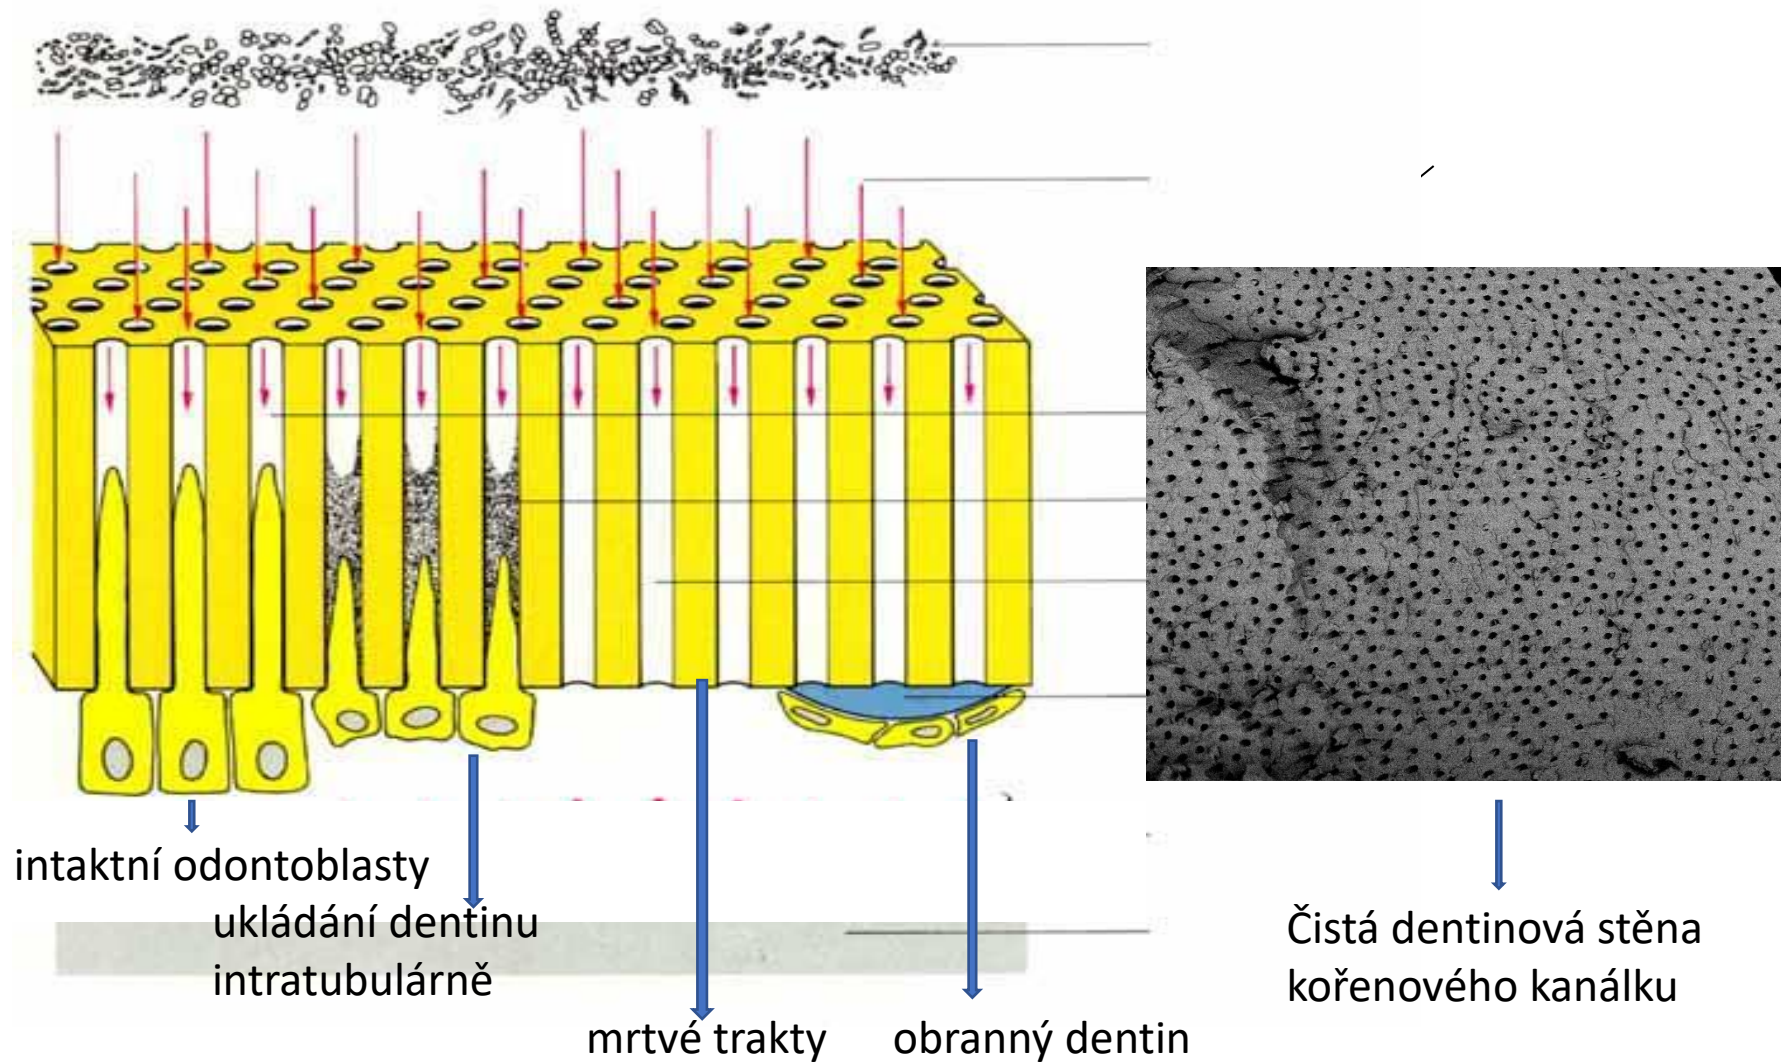 intaktní odontoblasty
ukládání dentinu
intratubulárně
mrtvé trakty
obranný dentin
Čistá dentinová stěna
kořenového kanálku